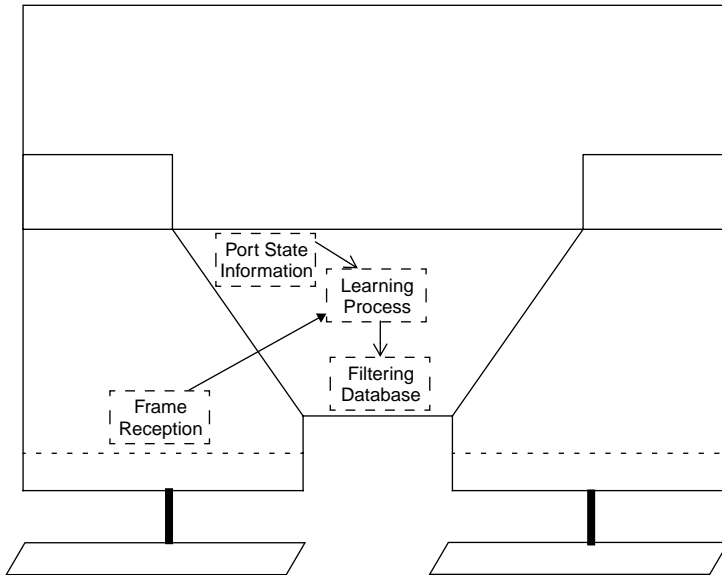 Port State
Information
Learning
Process
Filtering
Database
Frame
Reception